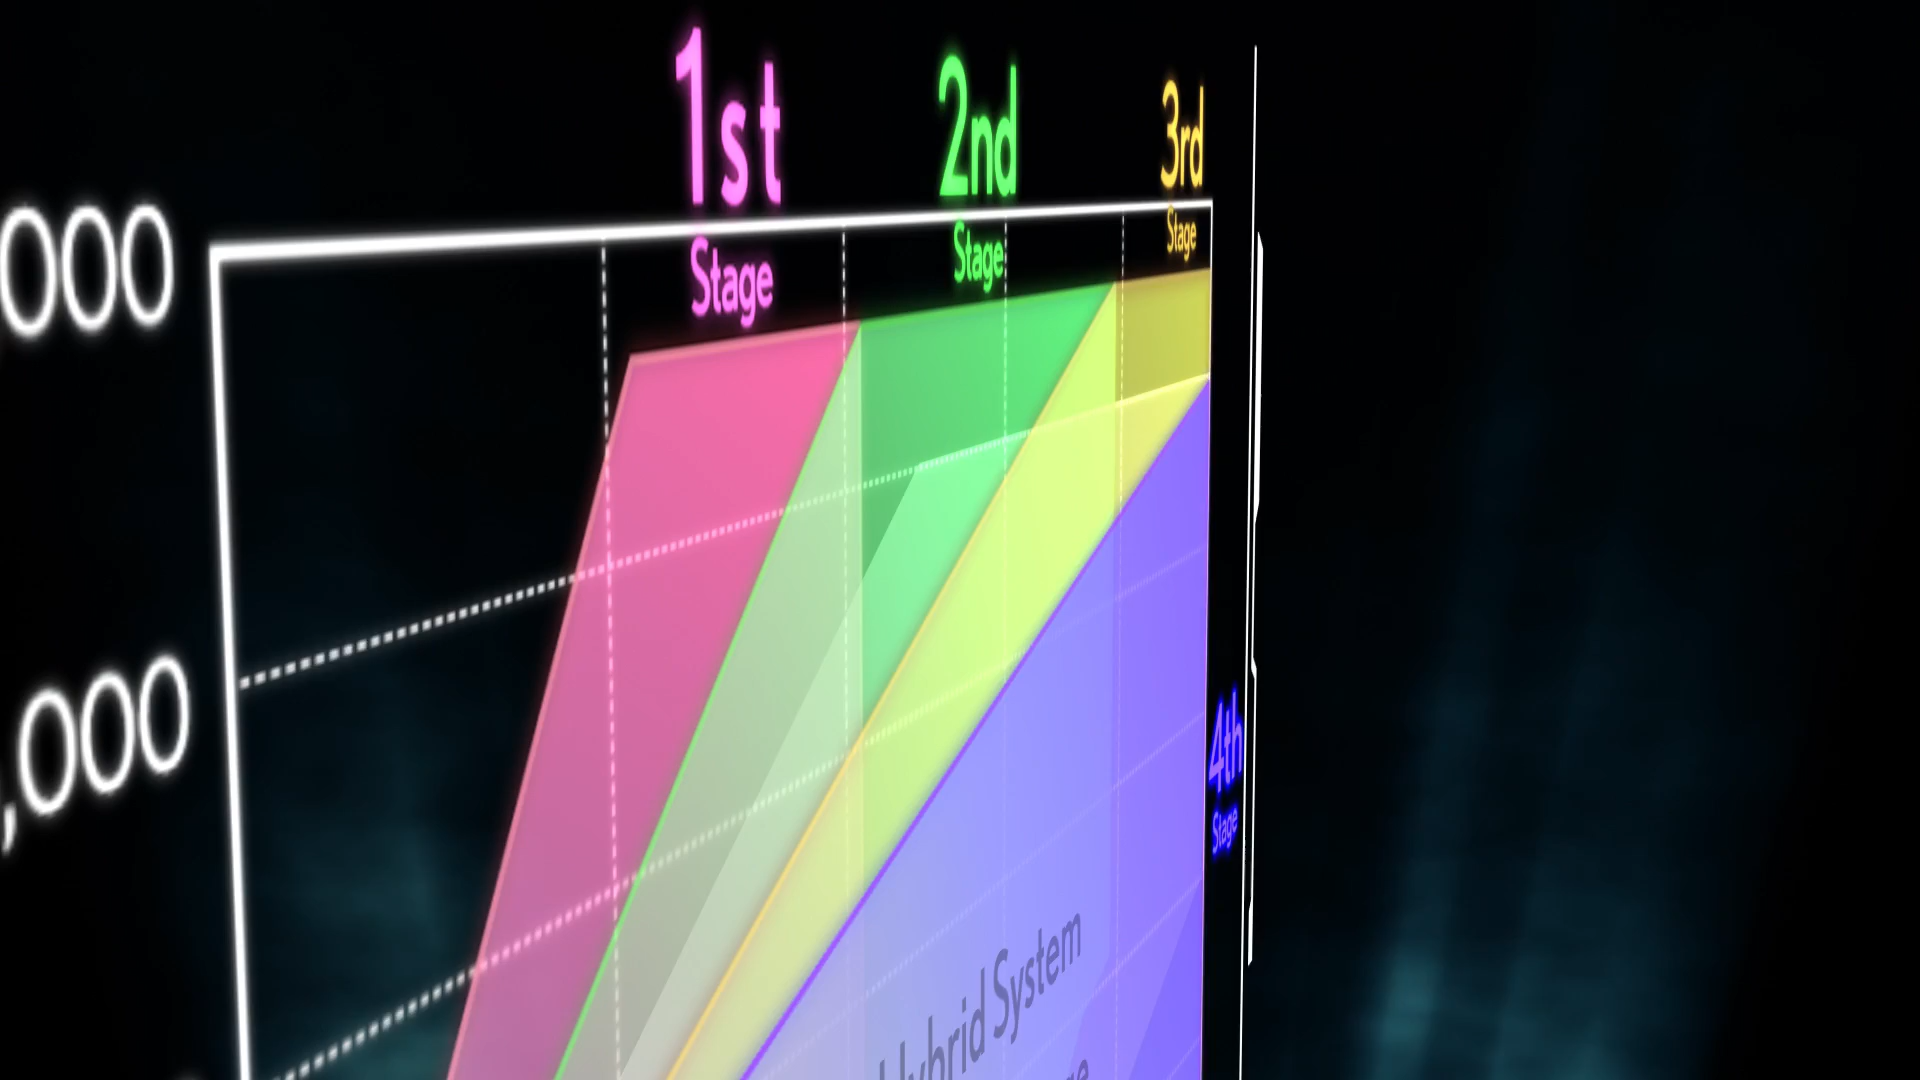 1st
Stage
2nd
Stage
3rd
Stage
000
,000
4th
Stage
Hybrid System